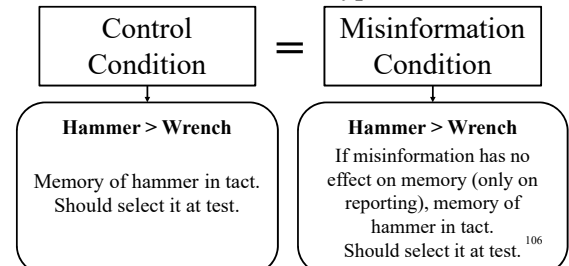 Control
Condition
=
Misinformation
Condition
Hammer > Wrench
Memory of hammer in tact.
Should select it at test.
Hammer > Wrench
If misinformation has no
effect on memory (only on
reporting), memory of
hammer in tact.
Should select it at test.
106